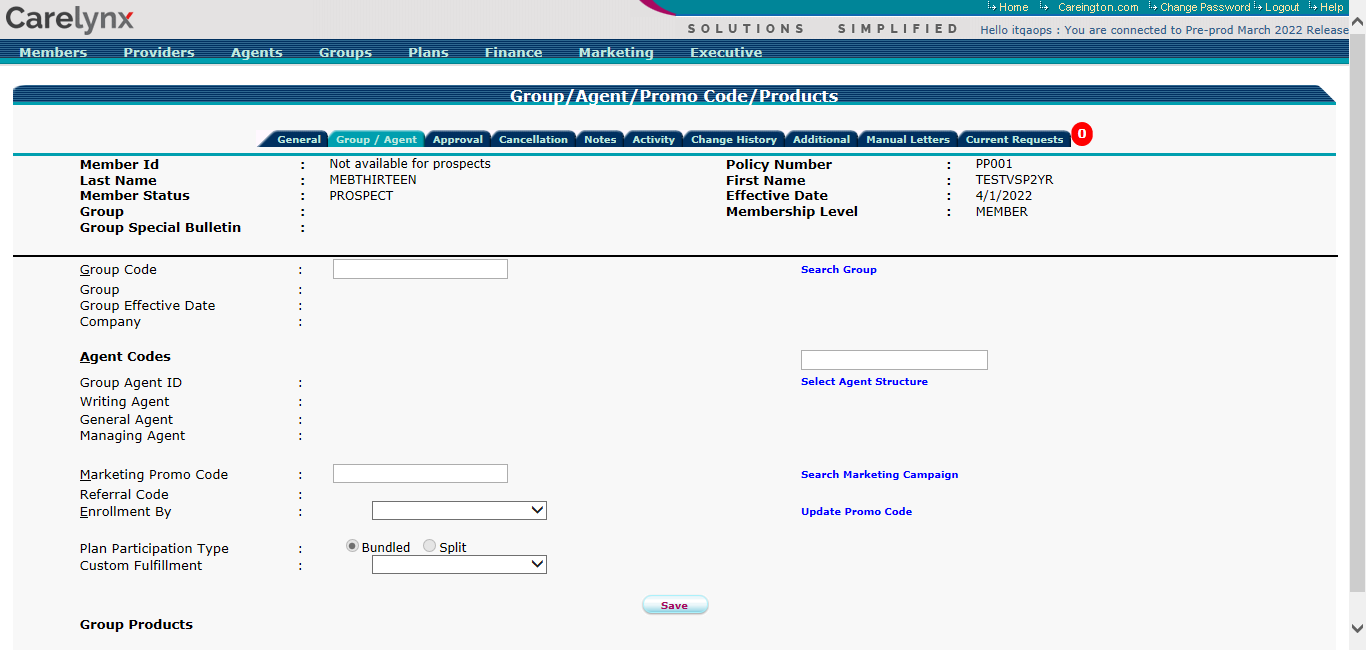 Carelynx
Home Careington.com Change Password Logout Help
SOLUTIONS SIMPLIFIED Hello itqaops : You are connected to Pre-prod March 2022 Release
Members Providers Agents Groups Plans Finance Marketing Executive
Group/Agent/Promo Code/Products
General Group / Agent Approval Cancellation Notes Activity Change History Additional Manual Letters Current Requests 0
Member Id : Not available for prospects Policy Number : PP001
Last Name : MEBTHIRTEEN First Name : TESTVSP2YR
Member Status : PROSPECT Effective Date : 4/1/2022
Group : Membership Level : MEMBER
Group Special Bulletin :
Group Code : Search Group
Group :
Group Effective Date :
Company :
Agent Codes
Group Agent ID : Select Agent Structure
Writing Agent :
General Agent :
Managing Agent :
Marketing Promo Code : Search Marketing Campaign
Referral Code :
Enrollment By : Update Promo Code
Plan Participation Type : Bundled Split
Custom Fulfillment :
Save
Group Products